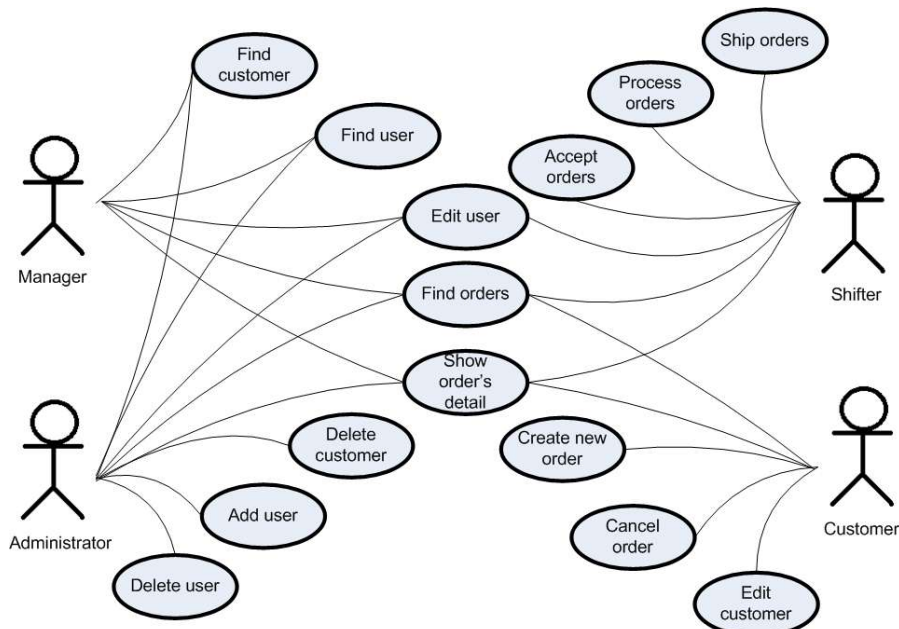 Ship orders
Find
customer
Process
orders
Find user
Accept
orders
Edit user
Manager
Shifter
Find orders
Show
order's
detail
Delete
customer
Create new
order
Add user
Cancel
order
Administrator
Customer
Delete user
Edit
customer